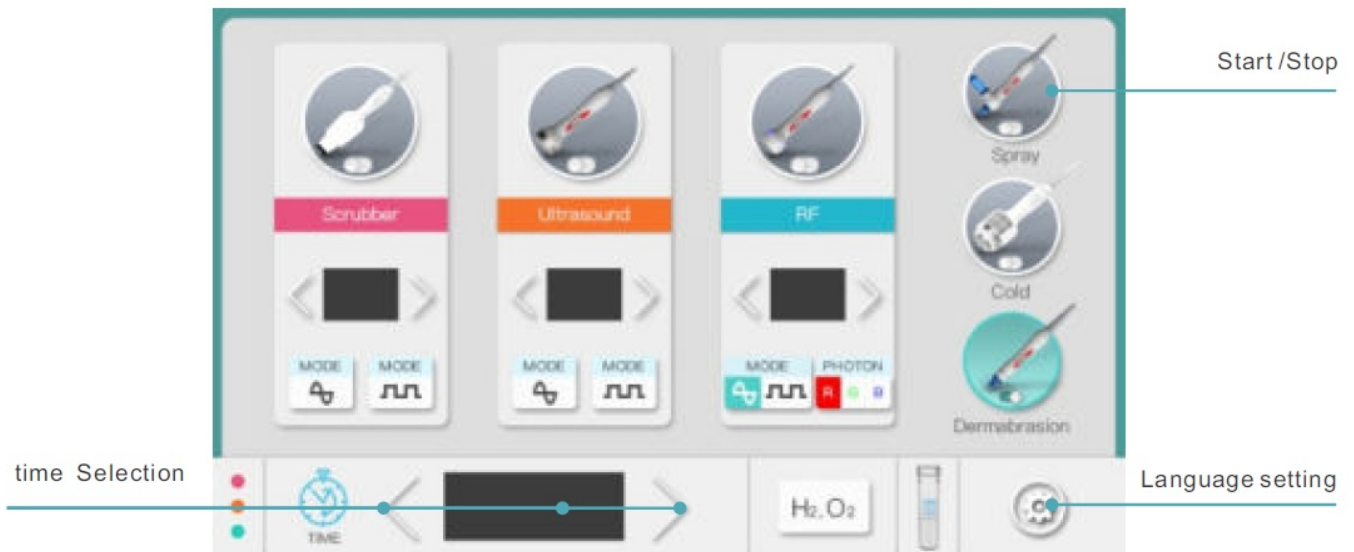 Start /Stop
Spray
Scrubber
Ultrasound
RF
Cold
MODE MODE
MODE MODE
MODE PHOTON
R G B
Dermabrasion
time Selection
TIME
H₂, O₂
Language setting